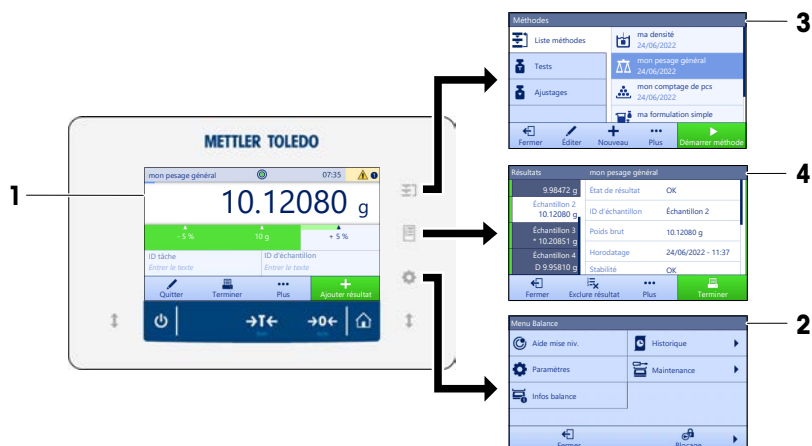 1
METTLER TOLEDO
mon pesage général
07:35
10.12080 g
- 5 %
10 g
+ 5 %
ID tâche
Entrer le texte
ID d'échantillon
Entrer le texte
Quitter
Terminer
Plus
Ajouter résultat
→T←
→0←
3
Méthodes
Liste méthodes
Tests
Ajustages
ma densité
24/06/2022
mon pesage général
24/06/2022
mon comptage de pcs
24/06/2022
ma formulation simple
Fermer
Éditer
Nouveau
Plus
Démarrer méthode
4
Résultats
mon pesage général
9.98472 g
Échantillon 2
10.12080 g
Échantillon 3
* 10.20851 g
Échantillon 4
D 9.95810 g
État de résultat
OK
ID d'échantillon
Échantillon 2
Poids brut
10.12080 g
Horodatage
24/06/2022 - 11:37
Stabilité
OK
Fermer
Exclure résultat
Plus
Terminer
2
Menu Balance
Aide mise niv.
Historique
Paramètres
Maintenance
Infos balance
Fermer
Blocage